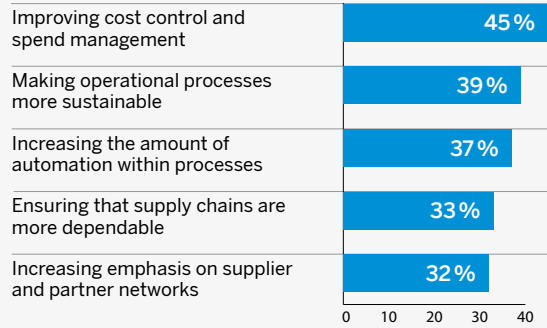 Improving cost control and
spend management
45 %
Making operational processes
more sustainable
39 %
Increasing the amount of
automation within processes
37 %
Ensuring that supply chains are
more dependable
33 %
Increasing emphasis on supplier
and partner networks
32 %
0 10 20 30 40